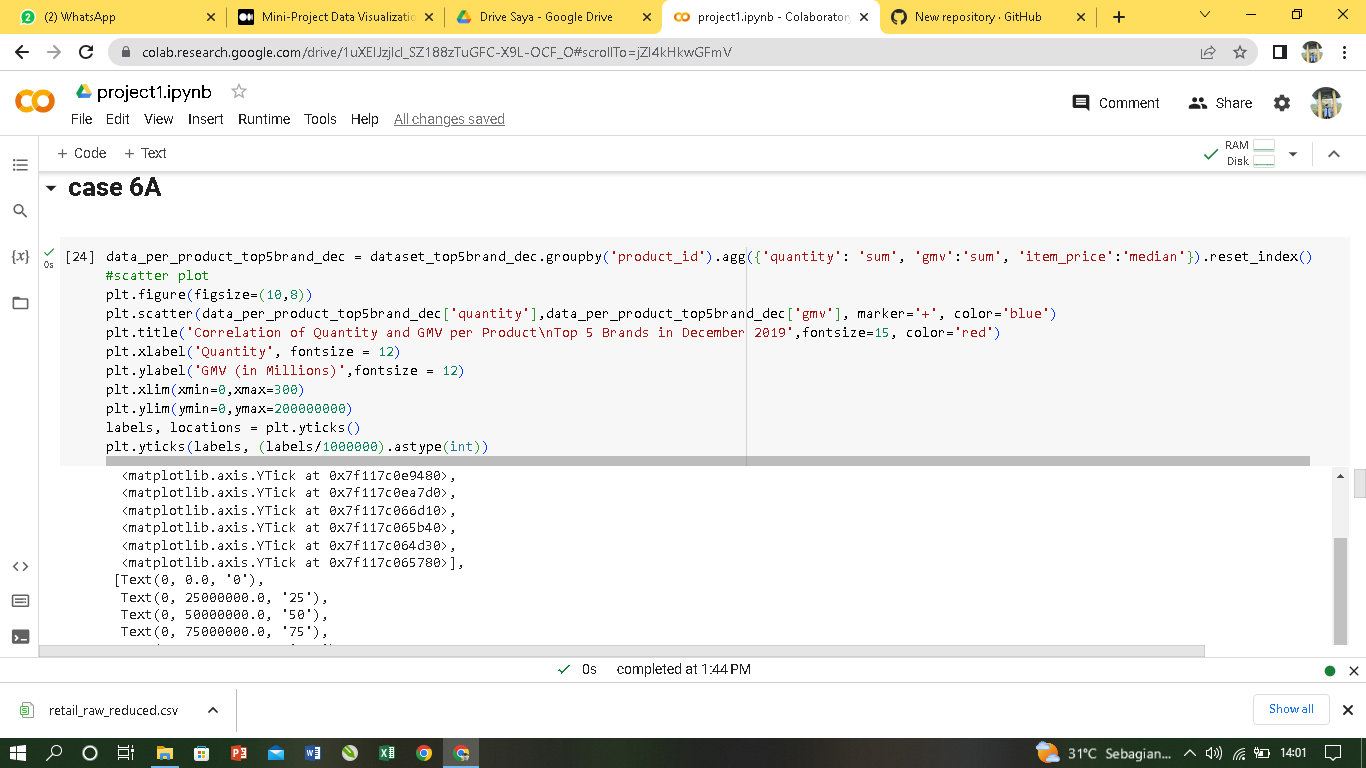 (2) WhatsApp
Mini-Project Data Visualizatio
Drive Saya - Google Drive
project1.ipynb - Colaboratory
New repository · GitHub
colab.research.google.com/drive/1uXEIJzjIcI_SZ188zTuGFC-X9L-OCF_O#scrollTo=jZI4kHkwGFmV
project1.ipynb
Comment
Share
File Edit View Insert Runtime Tools Help All changes saved
+ Code + Text
RAM
Disk
case 6A
[24] data_per_product_top5brand_dec = dataset_top5brand_dec.groupby('product_id').agg({'quantity': 'sum', 'gmv':'sum', 'item_price':'median'}).reset_index()
0s
#scatter plot
plt.figure(figsize=(10,8))
plt.scatter(data_per_product_top5brand_dec['quantity'],data_per_product_top5brand_dec['gmv'], marker='+', color='blue')
plt.title('Correlation of Quantity and GMV per Product\nTop 5 Brands in December 2019',fontsize=15, color='red')
plt.xlabel('Quantity', fontsize = 12)
plt.ylabel('GMV (in Millions)',fontsize = 12)
plt.xlim(xmin=0,xmax=300)
plt.ylim(ymin=0,ymax=200000000)
labels, locations = plt.yticks()
plt.yticks(labels, (labels/1000000).astype(int))
<matplotlib.axis.YTick at 0x7f117c0e9480>,
<matplotlib.axis.YTick at 0x7f117c0ea7d0>,
<matplotlib.axis.YTick at 0x7f117c066d10>,
<matplotlib.axis.YTick at 0x7f117c065b40>,
<matplotlib.axis.YTick at 0x7f117c064d30>,
<matplotlib.axis.YTick at 0x7f117c065780>],
[Text(0, 0.0, '0'),
Text(0, 25000000.0, '25'),
Text(0, 50000000.0, '50'),
Text(0, 75000000.0, '75'),
0s completed at 1:44 PM
retail_raw_reduced.csv
Show all
31°C Sebagian... 14:01